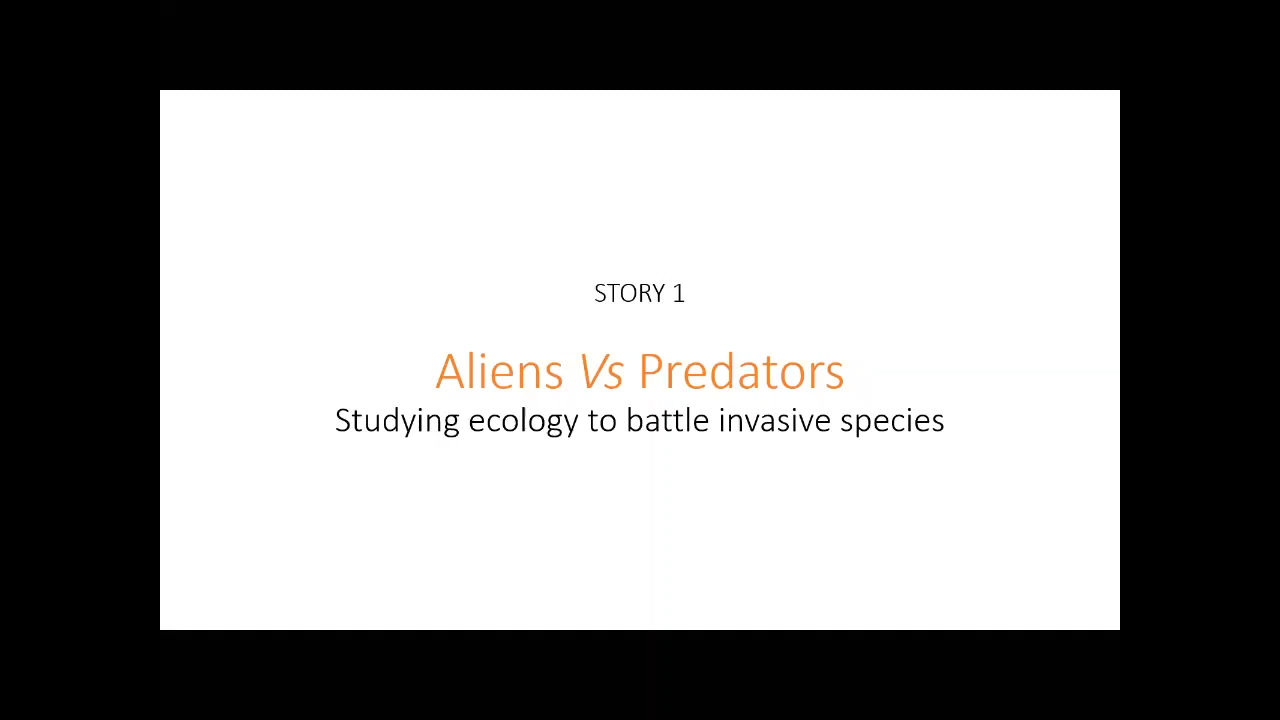 STORY 1
Aliens Vs Predators
Studying ecology to battle invasive species